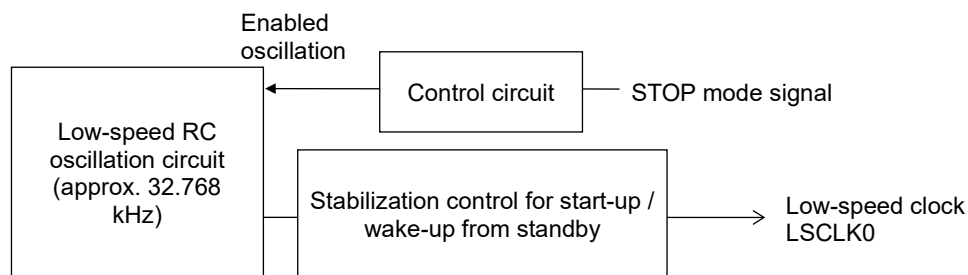 Enabled
oscillation
Control circuit
STOP mode signal
Low-speed RC
oscillation circuit
(approx. 32.768
kHz)
Stabilization control for start-up /
wake-up from standby
Low-speed clock
LSCLK0